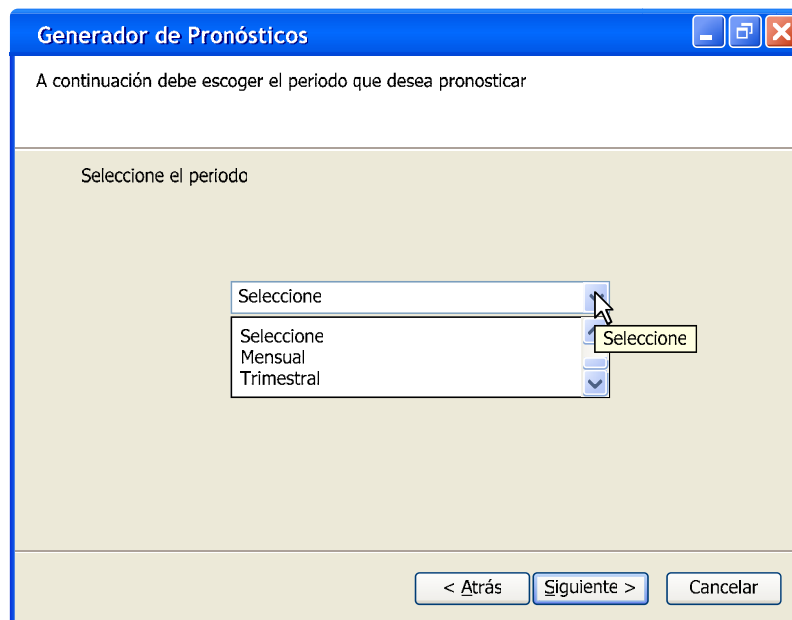 Generador de Pronósticos
A continuación debe escoger el periodo que desea pronosticar
Seleccione el periodo
Seleccione
Seleccione
Seleccione
Mensual
Trimestral
< Atrás
Siguiente >
Cancelar